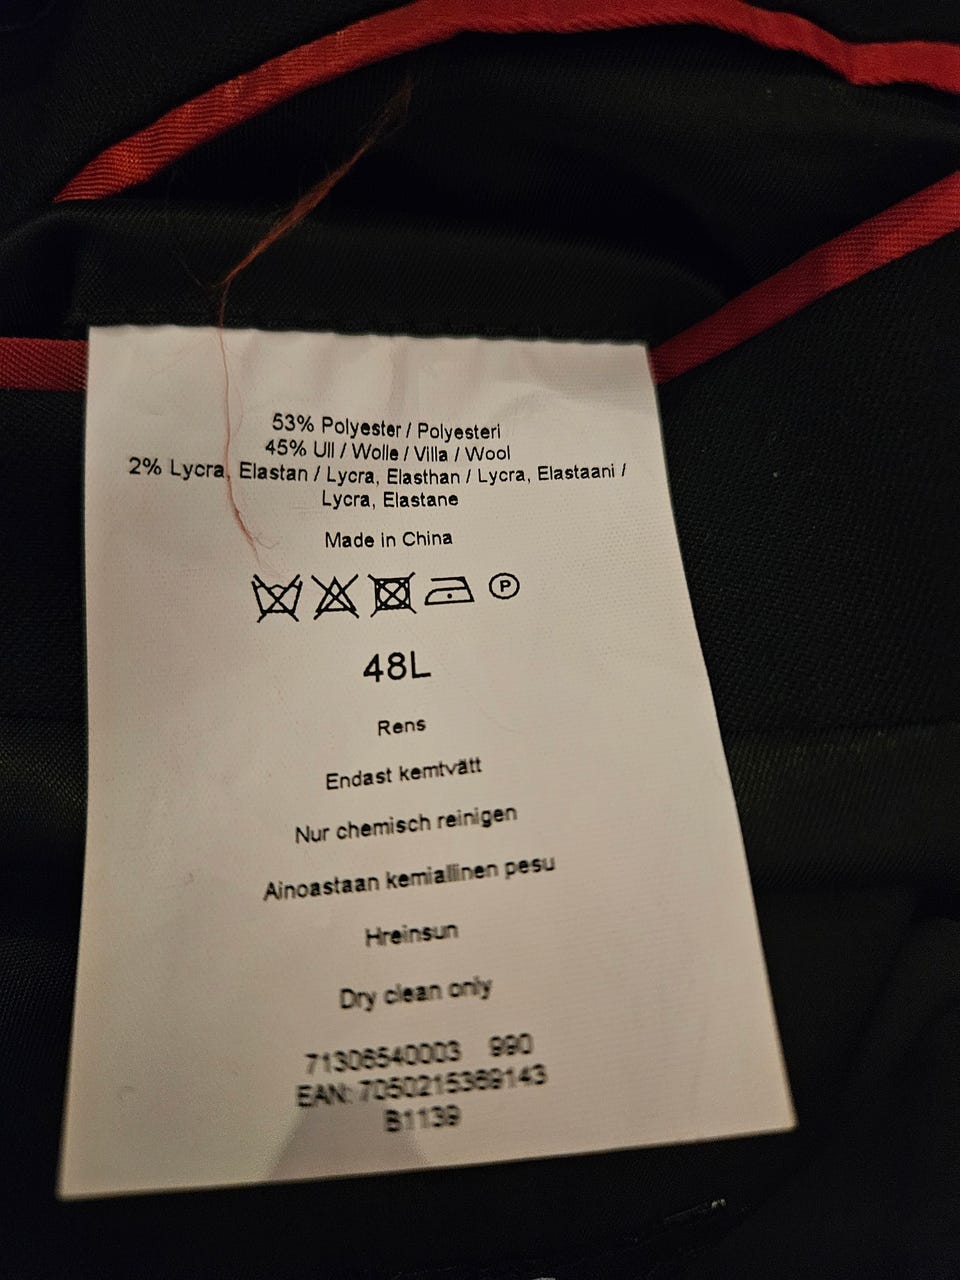 53% Polyester / Polyesteri
45% Ull / Wolle / Villa / Wool
2% Lycra, Elastan / Lycra, Elasthan / Lycra, Elastaani /
Lycra, Elastane
Made in China
P
48L
Rens
Endast kemtvätt
Nur chemisch reinigen
Ainoastaan kemiallinen pesu
Hreinsun
Dry clean only
71306540003 990
EAN: 7050215369143
B1139